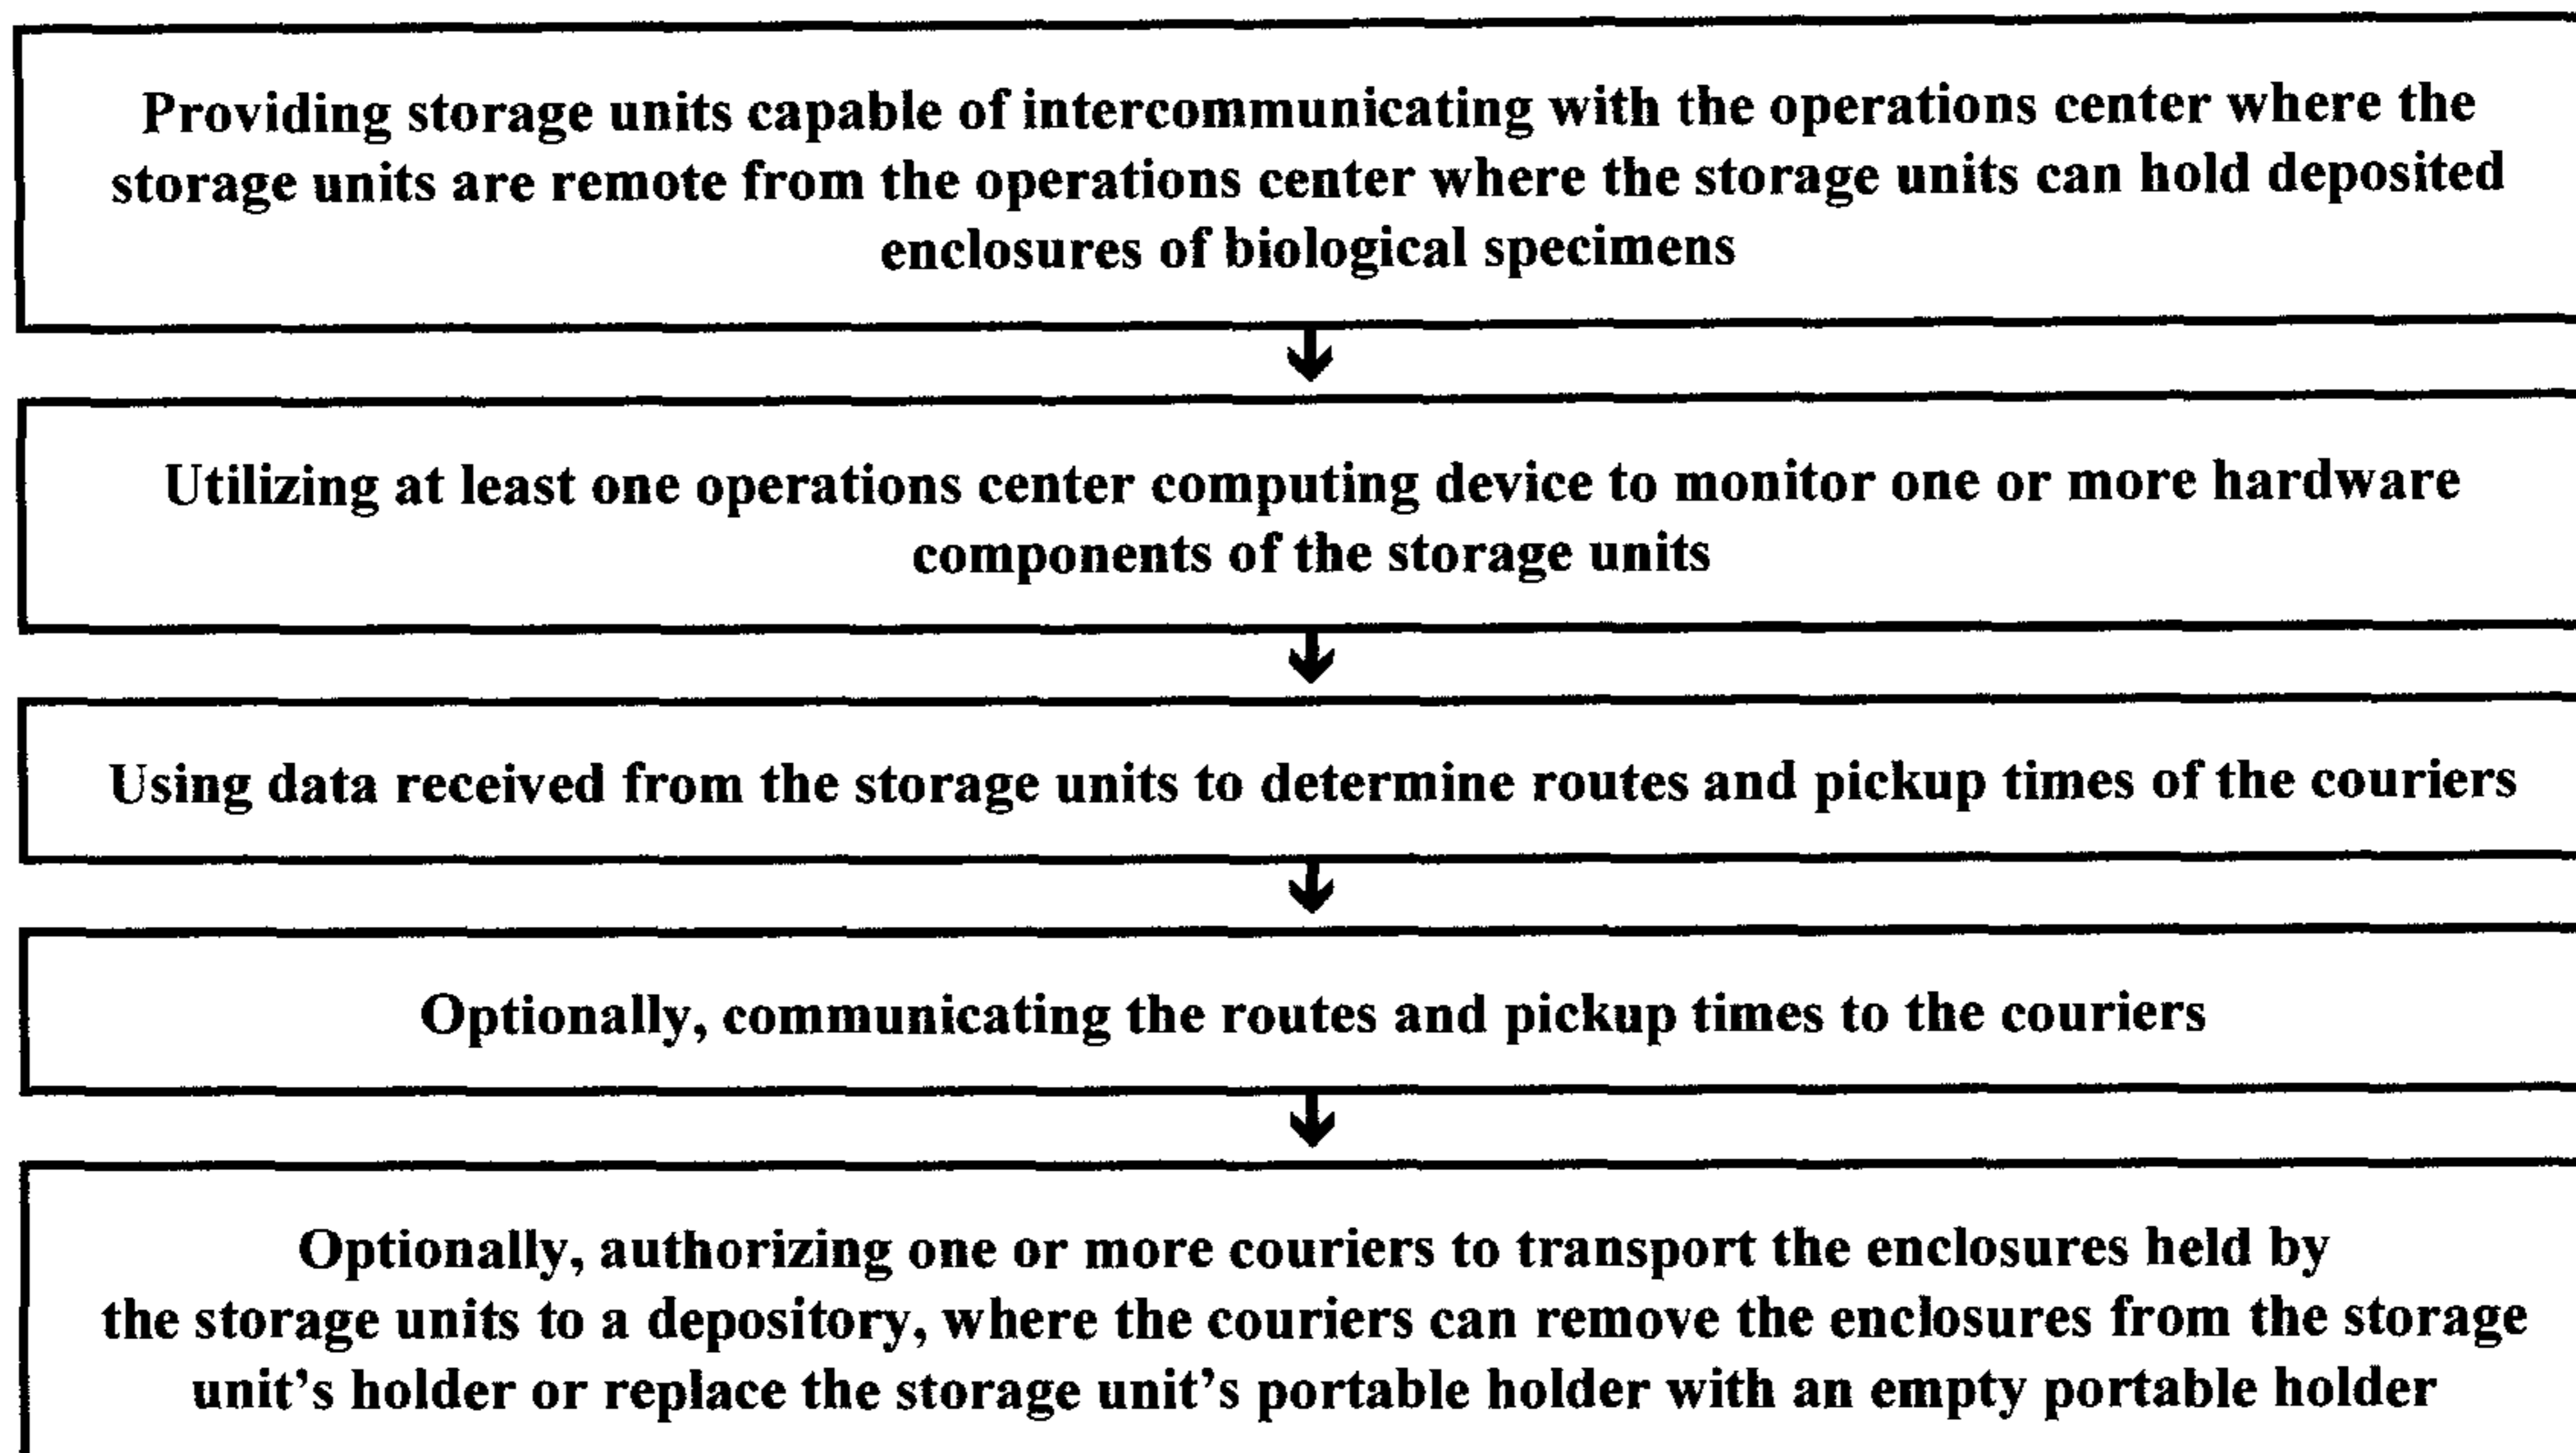 Providing storage units capable of intercommunicating with the operations center where the
storage units are remote from the operations center where the storage units can hold deposited
enclosures of biological specimens
Utilizing at least one operations center computing device to monitor one or more hardware
components of the storage units
Using data received from the storage units to determine routes and pickup times of the couriers
Optionally, communicating the routes and pickup times to the couriers
Optionally, authorizing one or more couriers to transport the enclosures held by
the storage units to a depository, where the couriers can remove the enclosures from the storage
unit's holder or replace the storage unit's portable holder with an empty portable holder